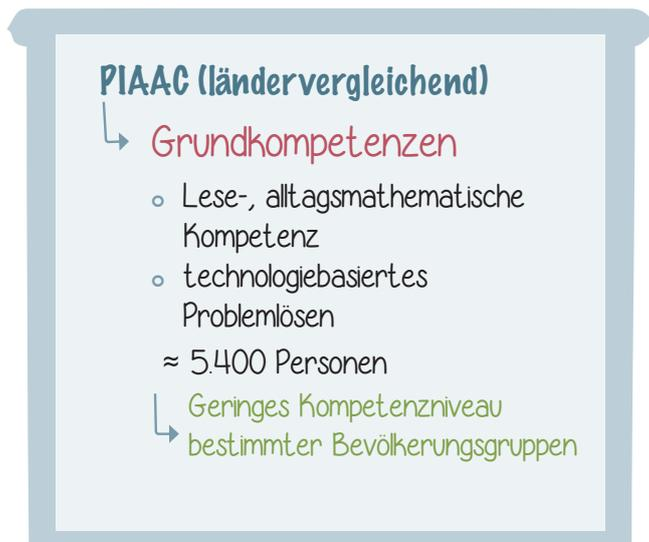 PIAAC (ländervergleichend)
Grundkompetenzen
Lese-, alltagsmathematische
Kompetenz
technologiebasiertes
Problemlösen
≈ 5.400 Personen
Geringes Kompetenzniveau
bestimmter Bevölkerungsgruppen